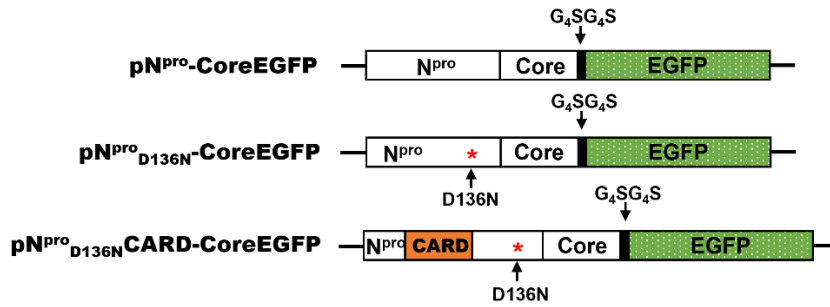 G₄SG₄S
pNᵖʳᵒ-CoreEGFP Nᵖʳᵒ Core EGFP
G₄SG₄S
pNᵖʳᵒD136N-CoreEGFP Nᵖʳᵒ * Core EGFP
D136N
G₄SG₄S
pNᵖʳᵒD136NCARD-CoreEGFP Nᵖʳᵒ CARD * Core EGFP
D136N